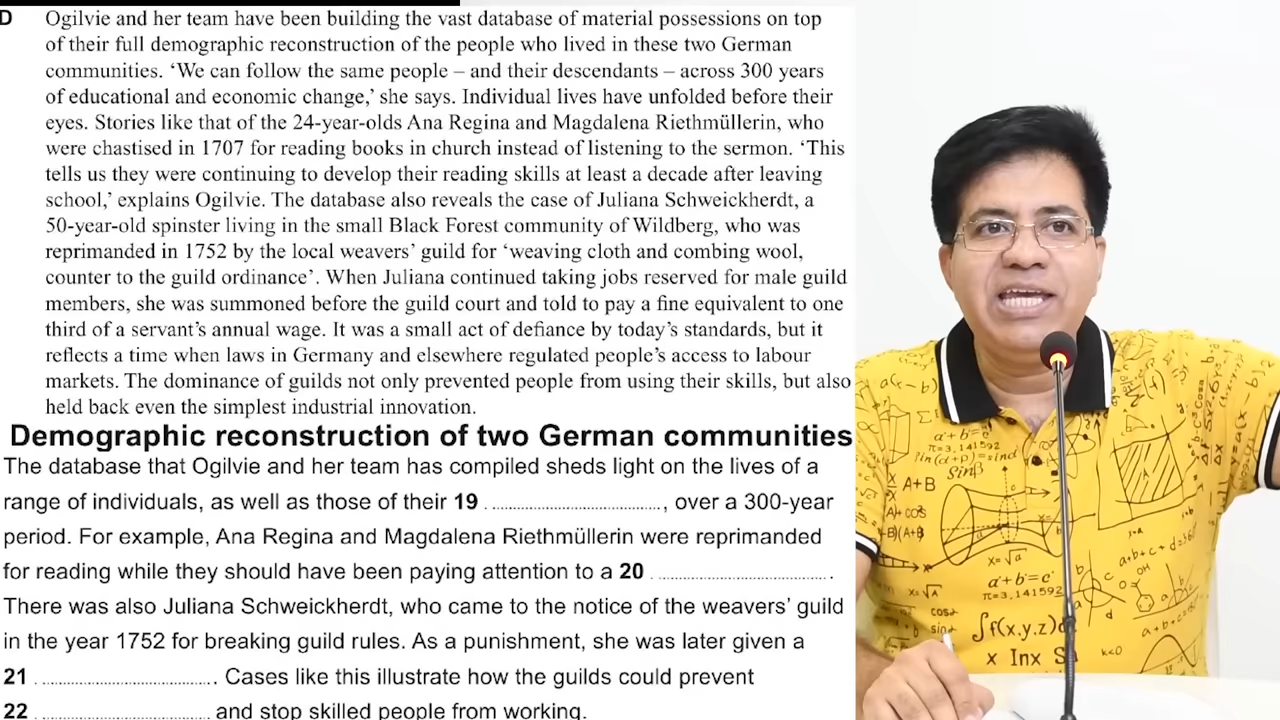 D Ogilvie and her team have been building the vast database of material possessions on top
of their full demographic reconstruction of the people who lived in these two German
communities. ‘We can follow the same people – and their descendants – across 300 years
of educational and economic change,’ she says. Individual lives have unfolded before their
eyes. Stories like that of the 24-year-olds Ana Regina and Magdalena Riethmüllerin, who
were chastised in 1707 for reading books in church instead of listening to the sermon. ‘This
tells us they were continuing to develop their reading skills at least a decade after leaving
school,’ explains Ogilvie. The database also reveals the case of Juliana Schweickherdt, a
50-year-old spinster living in the small Black Forest community of Wildberg, who was
reprimanded in 1752 by the local weavers’ guild for ‘weaving cloth and combing wool,
counter to the guild ordinance’. When Juliana continued taking jobs reserved for male guild
members, she was summoned before the guild court and told to pay a fine equivalent to one
third of a servant’s annual wage. It was a small act of defiance by today’s standards, but it
reflects a time when laws in Germany and elsewhere regulated people’s access to labour
markets. The dominance of guilds not only prevented people from using their skills, but also
held back even the simplest industrial innovation.
Demographic reconstruction of two German communities
The database that Ogilvie and her team has compiled sheds light on the lives of a
range of individuals, as well as those of their 19 ..............................., over a 300-year
period. For example, Ana Regina and Magdalena Riethmüllerin were reprimanded
for reading while they should have been paying attention to a 20 ............................... .
There was also Juliana Schweickherdt, who came to the notice of the weavers’ guild
in the year 1752 for breaking guild rules. As a punishment, she was later given a
21 ............................... . Cases like this illustrate how the guilds could prevent
22 ............................... and stop skilled people from working.
a(x-b)
a+b=c
π=3.141592
Sinβ
A+B
x=√a
a²+b²=c²
π=3,141592
∫f(x,y,z)d
x Inx
k<0
cosα
OH